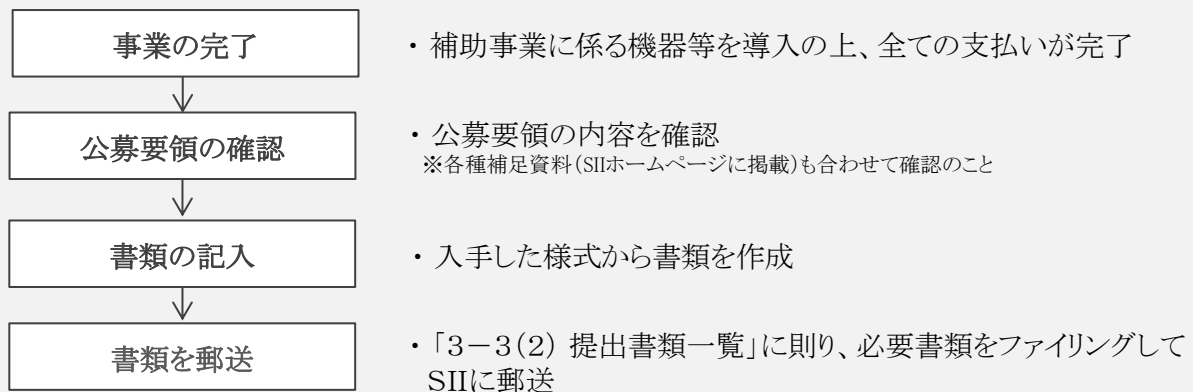 事業の完了
・補助事業に係る機器等を導入の上、全ての支払いが完了
公募要領の確認
・公募要領の内容を確認
※各種補足資料(SIIホームページに掲載)も合わせて確認のこと
書類の記入
・入手した様式から書類を作成
書類を郵送
・「3-3(2) 提出書類一覧」に則り、必要書類をファイリングして
SIIに郵送